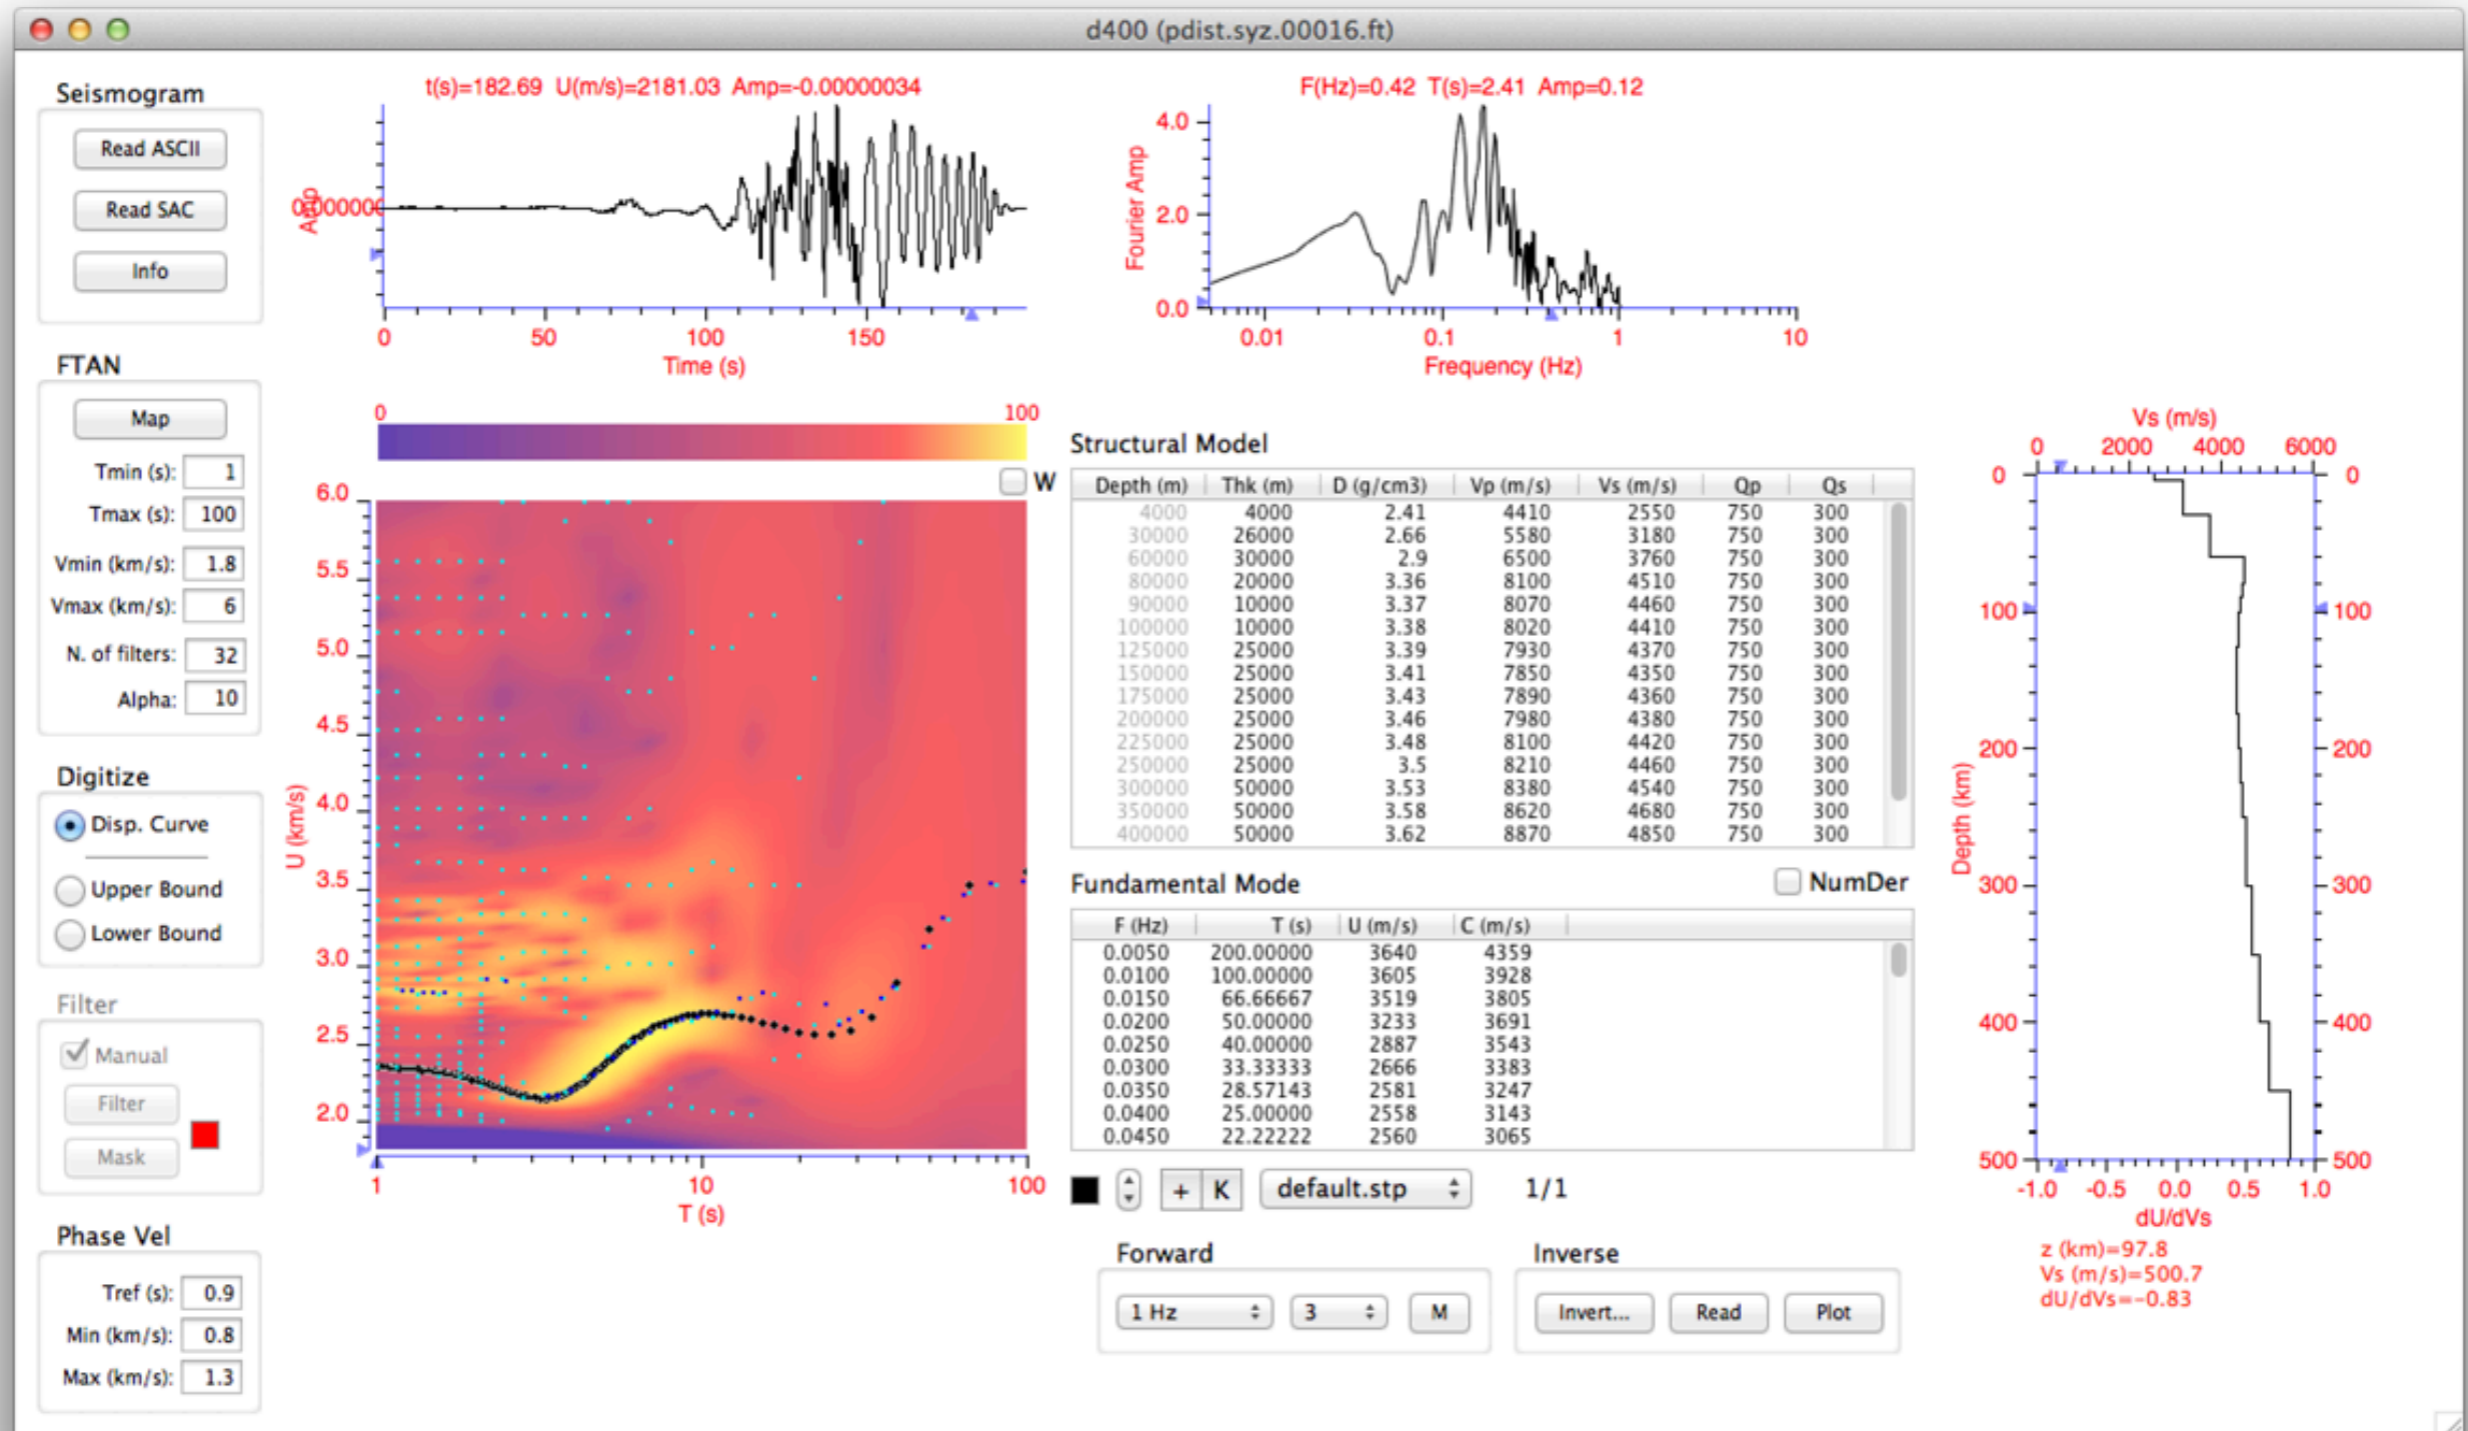 d400 (pdist.syz.00016.ft)
Seismogram
Read ASCII
Read SAC
Info
FTAN
Map
Tmin (s): 1
Tmax (s): 100
Vmin (km/s): 1.8
Vmax (km/s): 6
N. of filters: 32
Alpha: 10
Digitize
Disp. Curve
Upper Bound
Lower Bound
Filter
Manual
Filter
Mask
Phase Vel
Tref (s): 0.9
Min (km/s): 0.8
Max (km/s): 1.3
t(s)=182.69 U(m/s)=2181.03 Amp=-0.00000034
Amp
0 50 100 150
Time (s)
F(Hz)=0.42 T(s)=2.41 Amp=0.12
Fourier Amp
4.0
2.0
0.0
0.01 0.1 1 10
Frequency (Hz)
0 100
W
U (km/s)
6.0
5.5
5.0
4.5
4.0
3.5
3.0
2.5
2.0
1 10 100
T (s)
Structural Model
Depth (m) Thk (m) D (g/cm3) Vp (m/s) Vs (m/s) Qp Qs
4000 4000 2.41 4410 2550 750 300
30000 26000 2.66 5580 3180 750 300
60000 30000 2.9 6500 3760 750 300
80000 20000 3.36 8100 4510 750 300
90000 10000 3.37 8070 4460 750 300
100000 10000 3.38 8020 4410 750 300
125000 25000 3.39 7930 4370 750 300
150000 25000 3.41 7850 4350 750 300
175000 25000 3.43 7890 4360 750 300
200000 25000 3.46 7980 4380 750 300
225000 25000 3.48 8100 4420 750 300
250000 25000 3.5 8210 4460 750 300
300000 50000 3.53 8380 4540 750 300
350000 50000 3.58 8620 4680 750 300
400000 50000 3.62 8870 4850 750 300
Fundamental Mode
NumDer
F (Hz) T (s) U (m/s) C (m/s)
0.0050 200.00000 3640 4359
0.0100 100.00000 3605 3928
0.0150 66.66667 3519 3805
0.0200 50.00000 3233 3691
0.0250 40.00000 2887 3543
0.0300 33.33333 2666 3383
0.0350 28.57143 2581 3247
0.0400 25.00000 2558 3143
0.0450 22.22222 2560 3065
+ K default.stp 1/1
Forward
1 Hz 3 M
Inverse
Invert... Read Plot
Vs (m/s)
0 2000 4000 6000
Depth (km)
0 0
100 100
200 200
300 300
400 400
500 500
-1.0 -0.5 0.0 0.5 1.0
dU/dVs
z (km)=97.8
Vs (m/s)=500.7
dU/dVs=-0.83